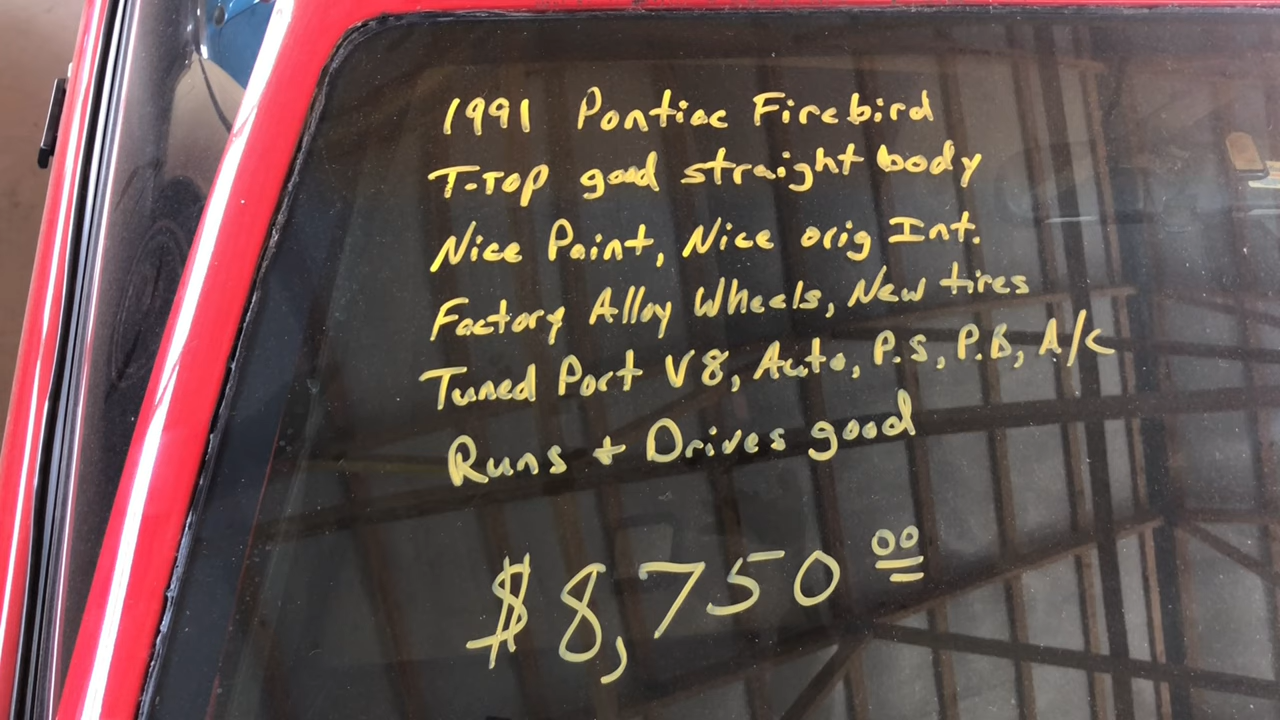 1991 Pontiac Firebird
T-Top good straight body
Nice Paint, Nice orig Int.
Factory Alloy Wheels, New tires
Tuned Port V8, Auto, P.S, P.B, A/C
Runs + Drives good
$8,750 00